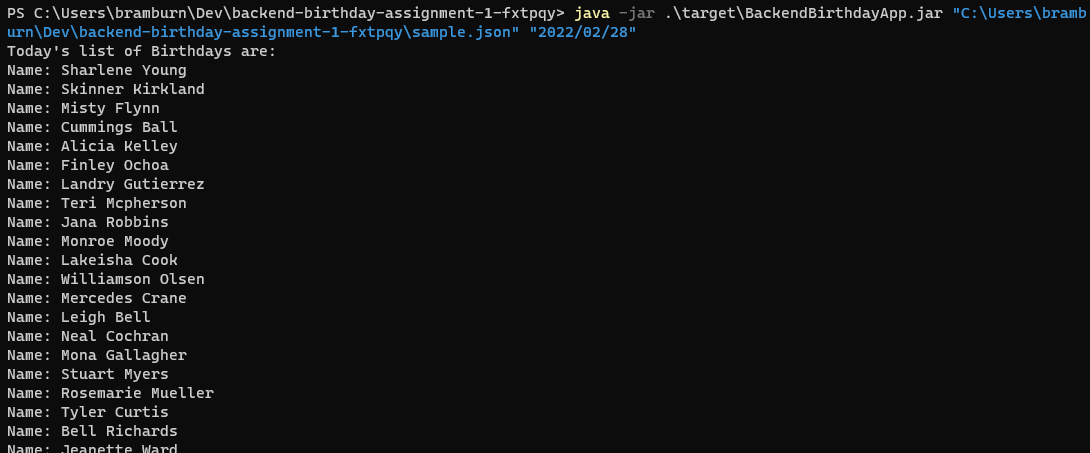 PS C:\Users\bramburn\Dev\backend-birthday-assignment-1-fxtpqy> java -jar .\target\BackendBirthdayApp.jar "C:\Users\bramb
urn\Dev\backend-birthday-assignment-1-fxtpqy\sample.json" "2022/02/28"
Today's list of Birthdays are:
Name: Sharlene Young
Name: Skinner Kirkland
Name: Misty Flynn
Name: Cummings Ball
Name: Alicia Kelley
Name: Finley Ochoa
Name: Landry Gutierrez
Name: Teri Mcpherson
Name: Jana Robbins
Name: Monroe Moody
Name: Lakeisha Cook
Name: Williamson Olsen
Name: Mercedes Crane
Name: Leigh Bell
Name: Neal Cochran
Name: Mona Gallagher
Name: Stuart Myers
Name: Rosemarie Mueller
Name: Tyler Curtis
Name: Bell Richards
Name: Jeanette Ward